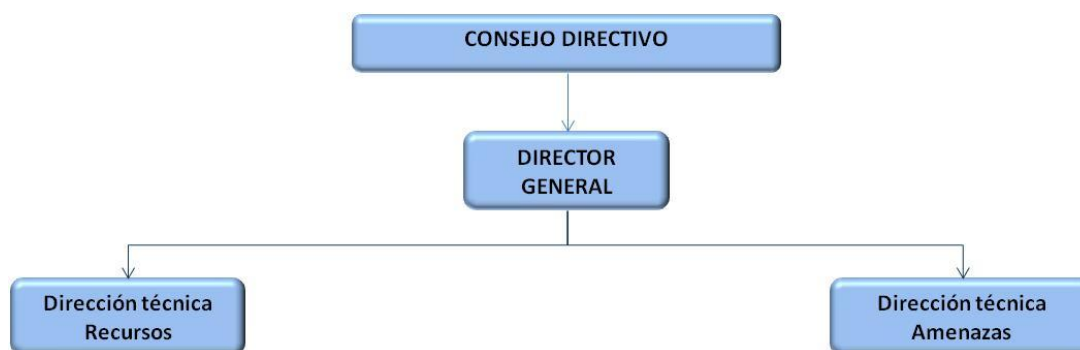 CONSEJO DIRECTIVO
DIRECTOR
GENERAL
Dirección técnica
Recursos
Dirección técnica
Amenazas